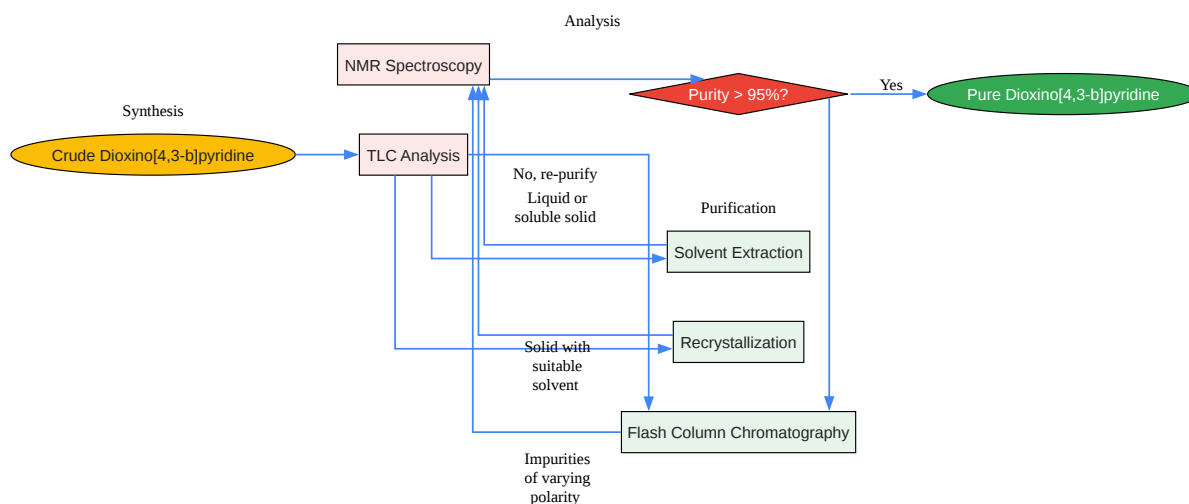 Analysis
NMR Spectroscopy
Purity > 95%?
Yes
Pure Dioxino[4,3-b]pyridine
Synthesis
Crude Dioxino[4,3-b]pyridine
TLC Analysis
No, re-purify
Liquid or
soluble solid
Purification
Solvent Extraction
Recrystallization
Solid with
suitable
solvent
Flash Column Chromatography
Impurities
of varying
polarity